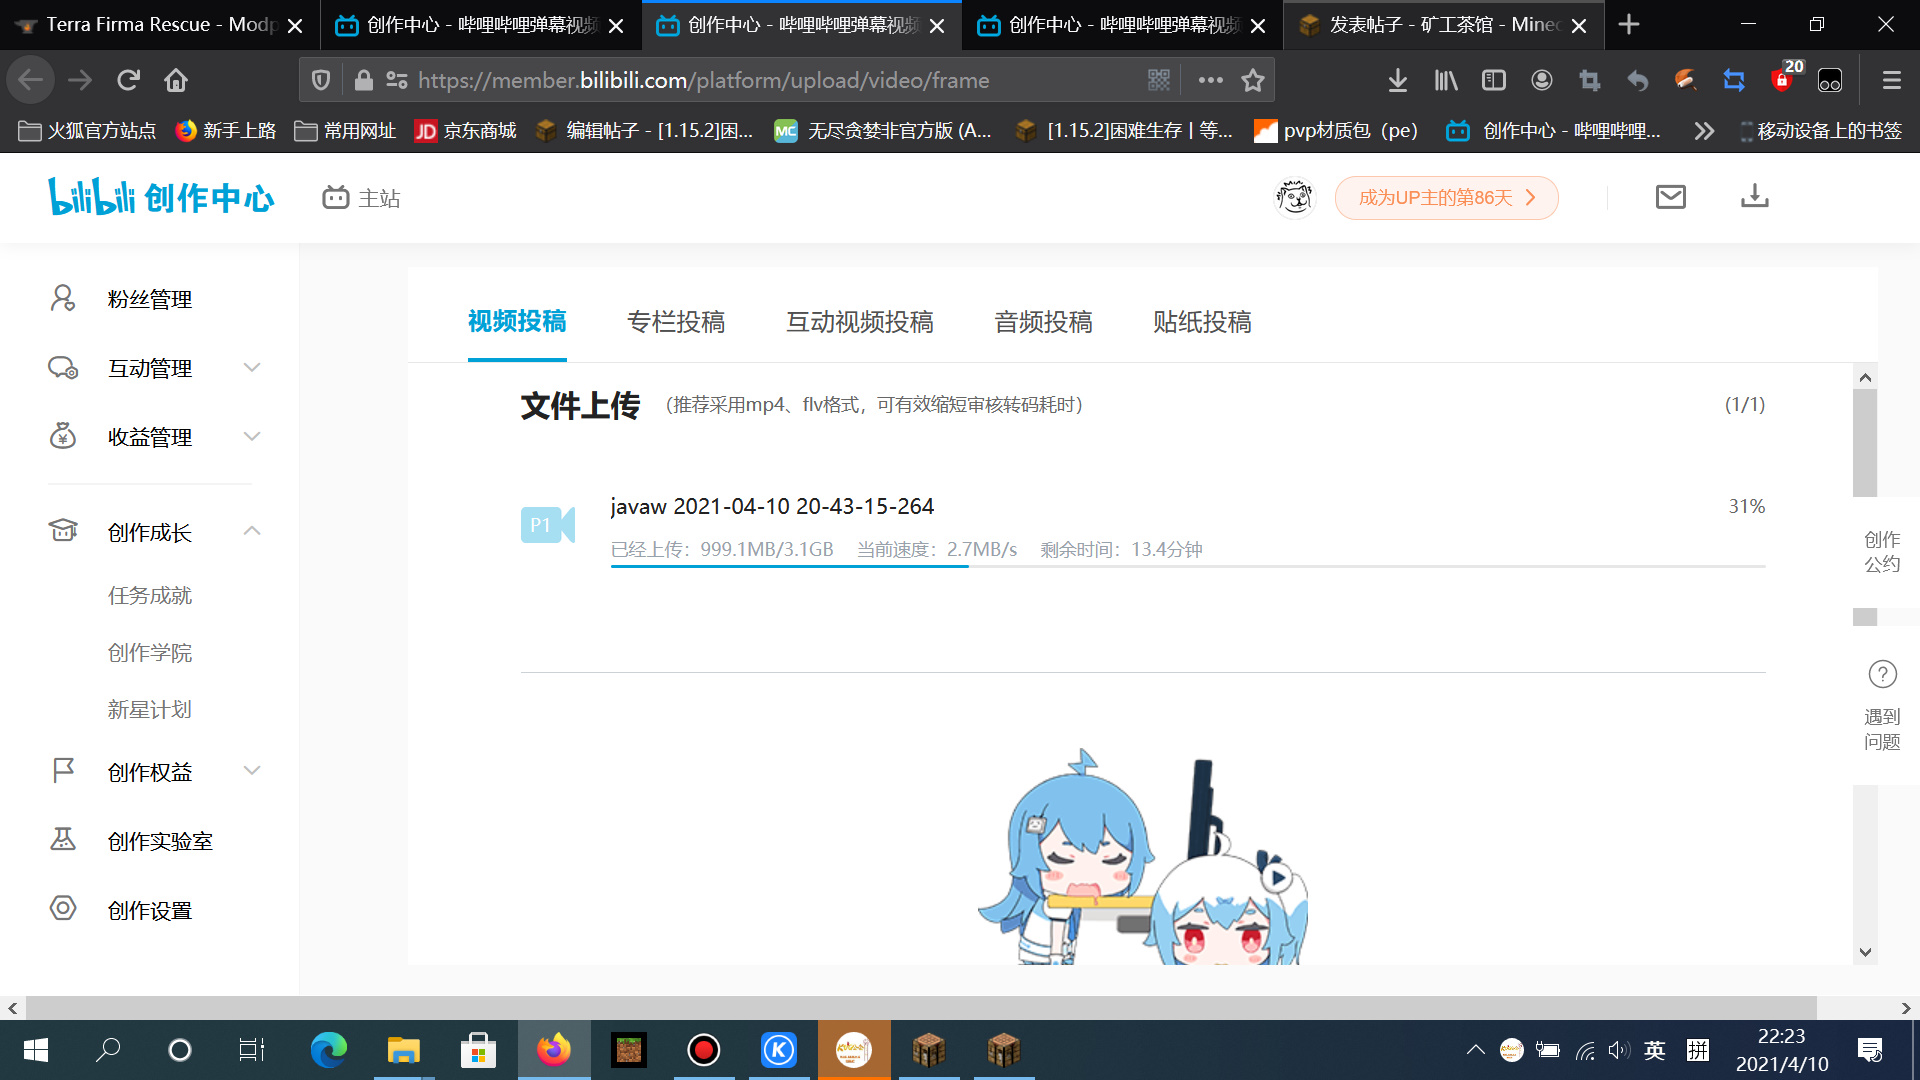 Terra Firma Rescue - Modp
创作中心 - 哔哩哔哩弹幕视频
创作中心 - 哔哩哔哩弹幕视频
创作中心 - 哔哩哔哩弹幕视频
发表帖子 - 矿工茶馆 - Minec
https://member.bilibili.com/platform/upload/video/frame
20
火狐官方站点
新手上路
常用网址
JD 京东商城
编辑帖子 - [1.15.2]困...
MC 无尽贪婪非官方版 (A...
[1.15.2]困难生存丨等...
pvp材质包（pe）
创作中心 - 哔哩哔哩...
移动设备上的书签
bilibili 创作中心
主站
成为UP主的第86天
粉丝管理
互动管理
收益管理
创作成长
任务成就
创作学院
新星计划
创作权益
创作实验室
创作设置
视频投稿
专栏投稿
互动视频投稿
音频投稿
贴纸投稿
文件上传 （推荐采用mp4、flv格式，可有效缩短审核转码耗时）
(1/1)
P1
javaw 2021-04-10 20-43-15-264
31%
已经上传：999.1MB/3.1GB 当前速度：2.7MB/s 剩余时间：13.4分钟
创作
公约
?
遇到
问题
K
英
拼
22:23
2021/4/10